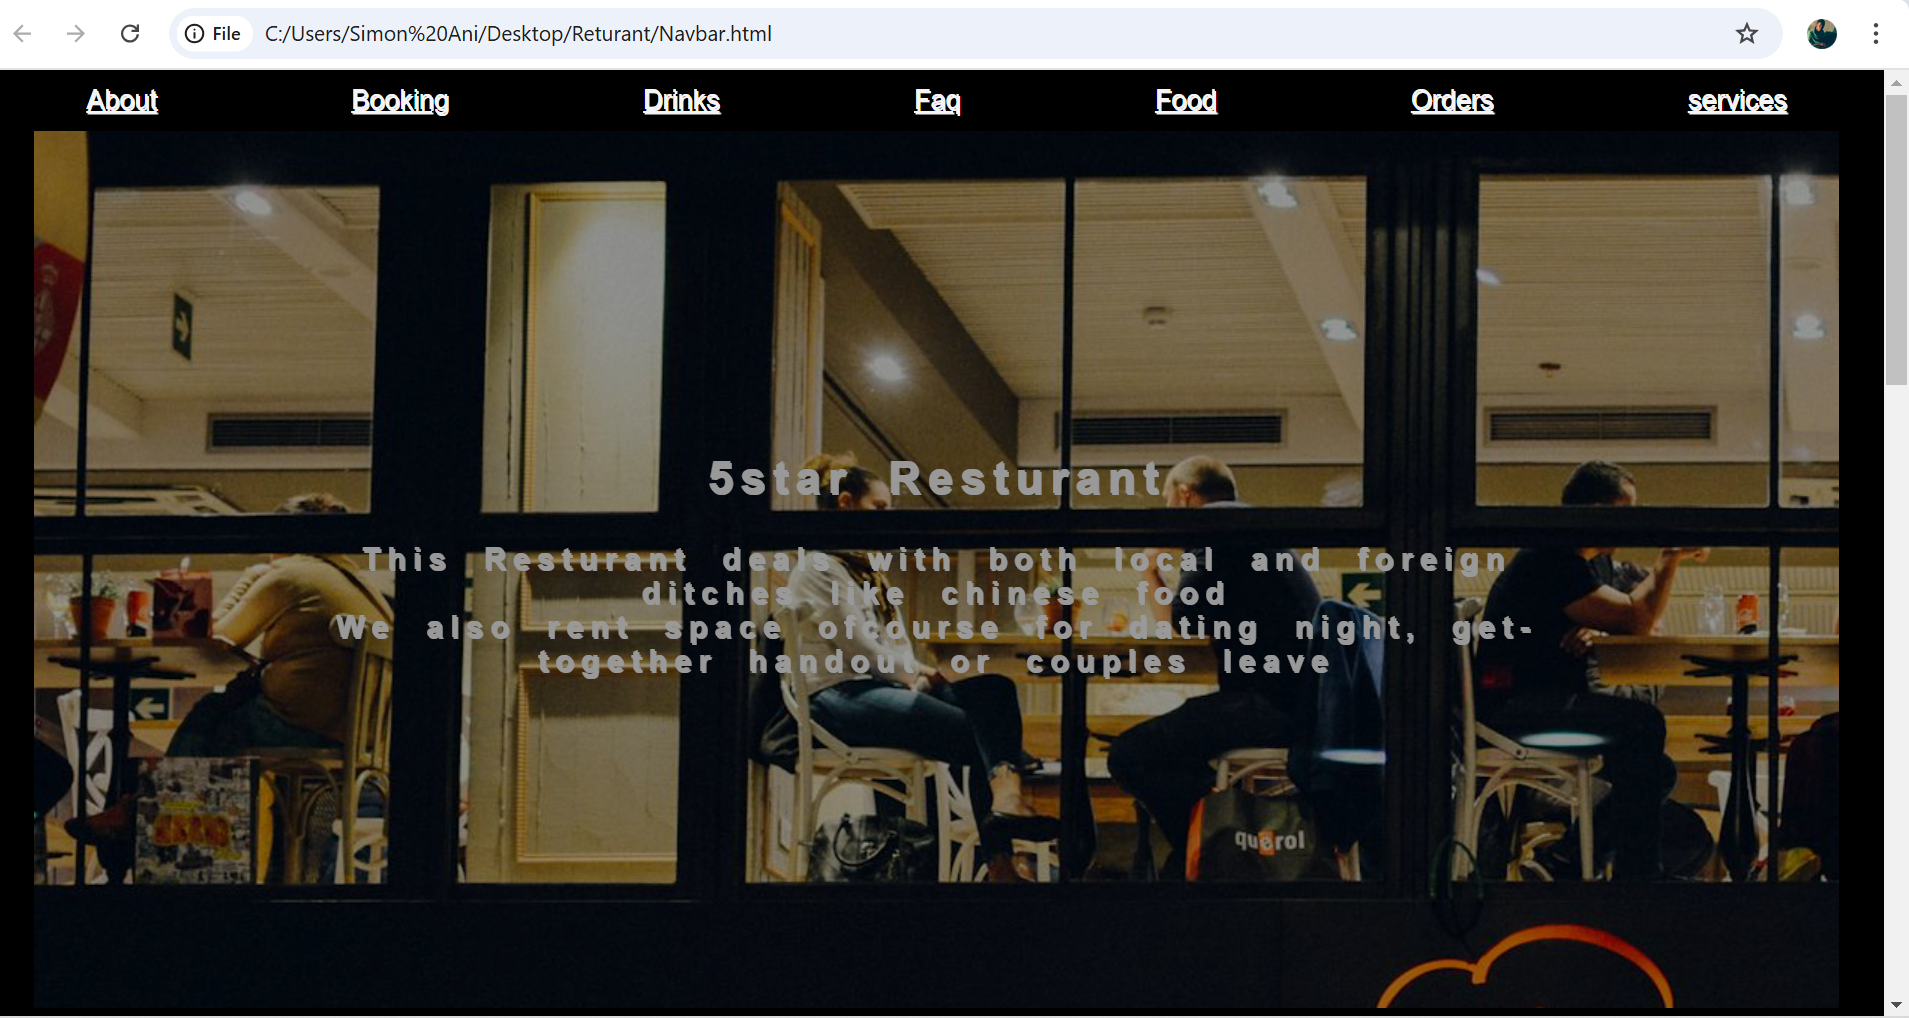 File C:/Users/Simon%20Ani/Desktop/Returant/Navbar.html
About Booking Drinks Faq Food Orders services
5star Resturant
This Resturant deals with both local and foreign
ditches like chinese food
We also rent space ofcourse for dating night, get-
together handout or couples leave
querol